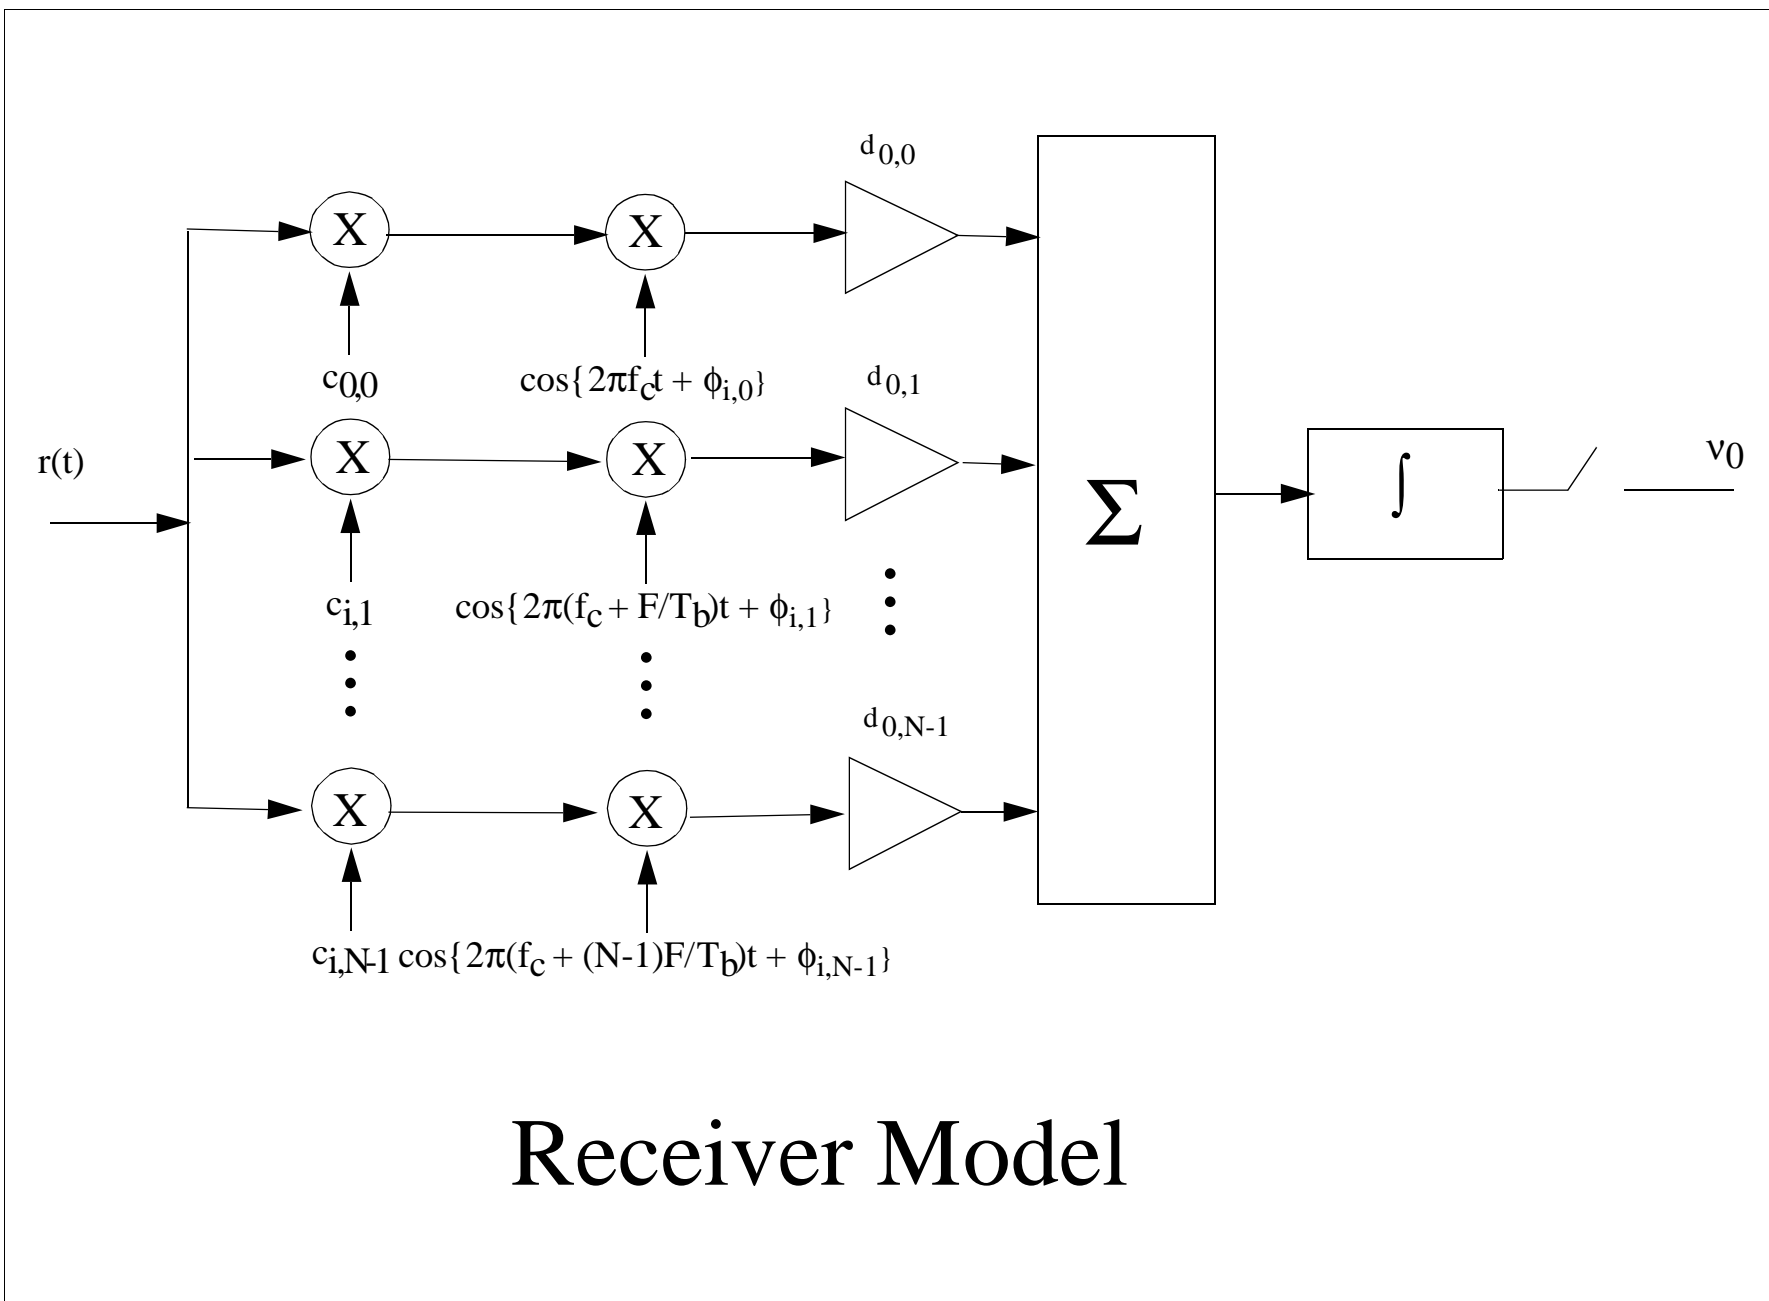 d0,0
X X
c0,0 cos{2πfct + ϕi,0}
d0,1
r(t) X X
Σ ∫ ν0
ci,1 cos{2π(fc + F/Tb)t + ϕi,1}
d0,N-1
X X
ci,N-1 cos{2π(fc + (N-1)F/Tb)t + ϕi,N-1}
Receiver Model